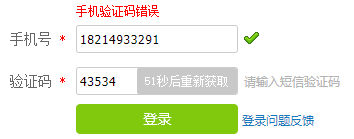 手机验证码错误
手机号 * 18214933291
验证码 * 43534 51秒后重新获取 请输入短信验证码
登录 登录问题反馈